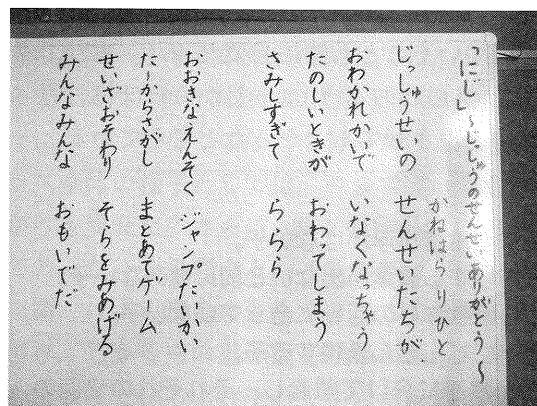 「にじ」～じっしゅうのせんせいありがとう～
かねはら りひと
じっしゅうせいの せんせいたちが
おわかれかいで いなくなっちゃう
たのしいときが おわってしまう
さみしすぎて ららら
おおきなえんそく ジャンプたいかい
たーからさがし まとあてゲーム
せいざおそわり そらをみあげる
みんなみんな おもいでだ